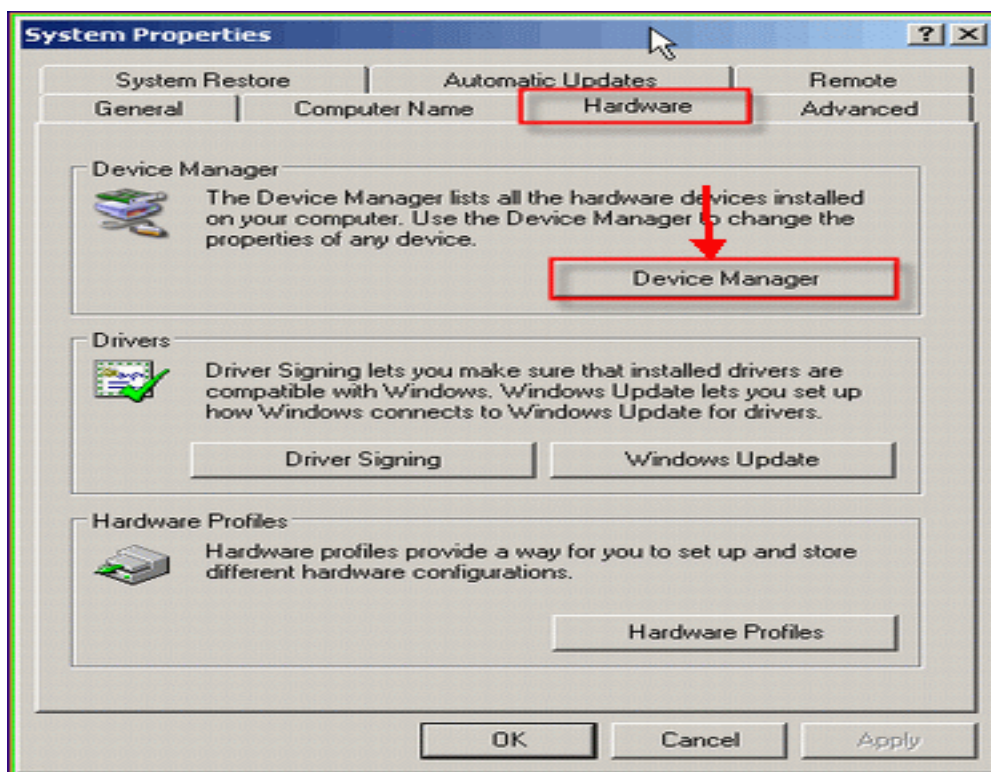 System Properties
System Restore
Automatic Updates
Remote
General
Computer Name
Hardware
Advanced
Device Manager
The Device Manager lists all the hardware devices installed
on your computer. Use the Device Manager to change the
properties of any device.
Device Manager
Drivers
Driver Signing lets you make sure that installed drivers are
compatible with Windows. Windows Update lets you set up
how Windows connects to Windows Update for drivers.
Driver Signing
Windows Update
Hardware Profiles
Hardware profiles provide a way for you to set up and store
different hardware configurations.
Hardware Profiles
OK
Cancel
Apply